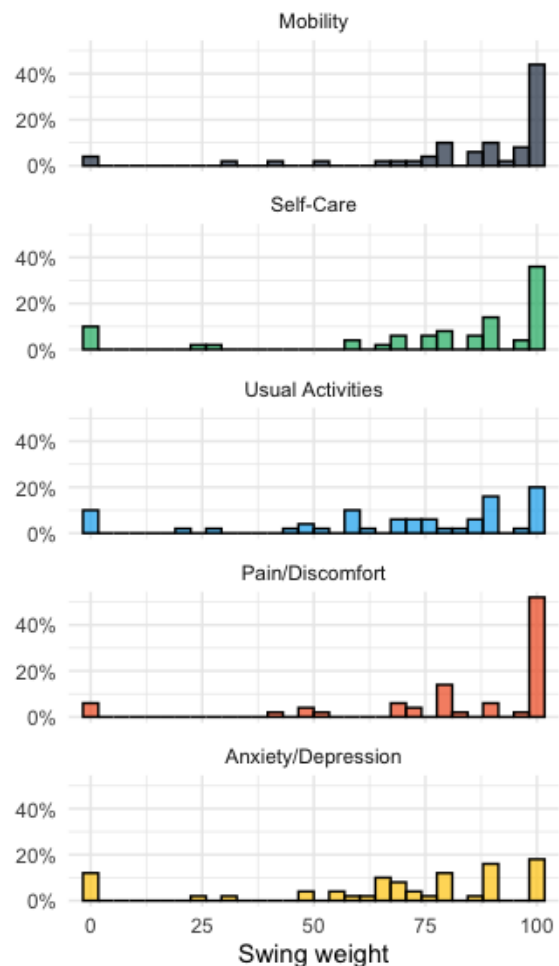 Mobility
40%
20%
0%
Self-Care
40%
20%
0%
Usual Activities
40%
20%
0%
Pain/Discomfort
40%
20%
0%
Anxiety/Depression
40%
20%
0%
0 25 50 75 100
Swing weight